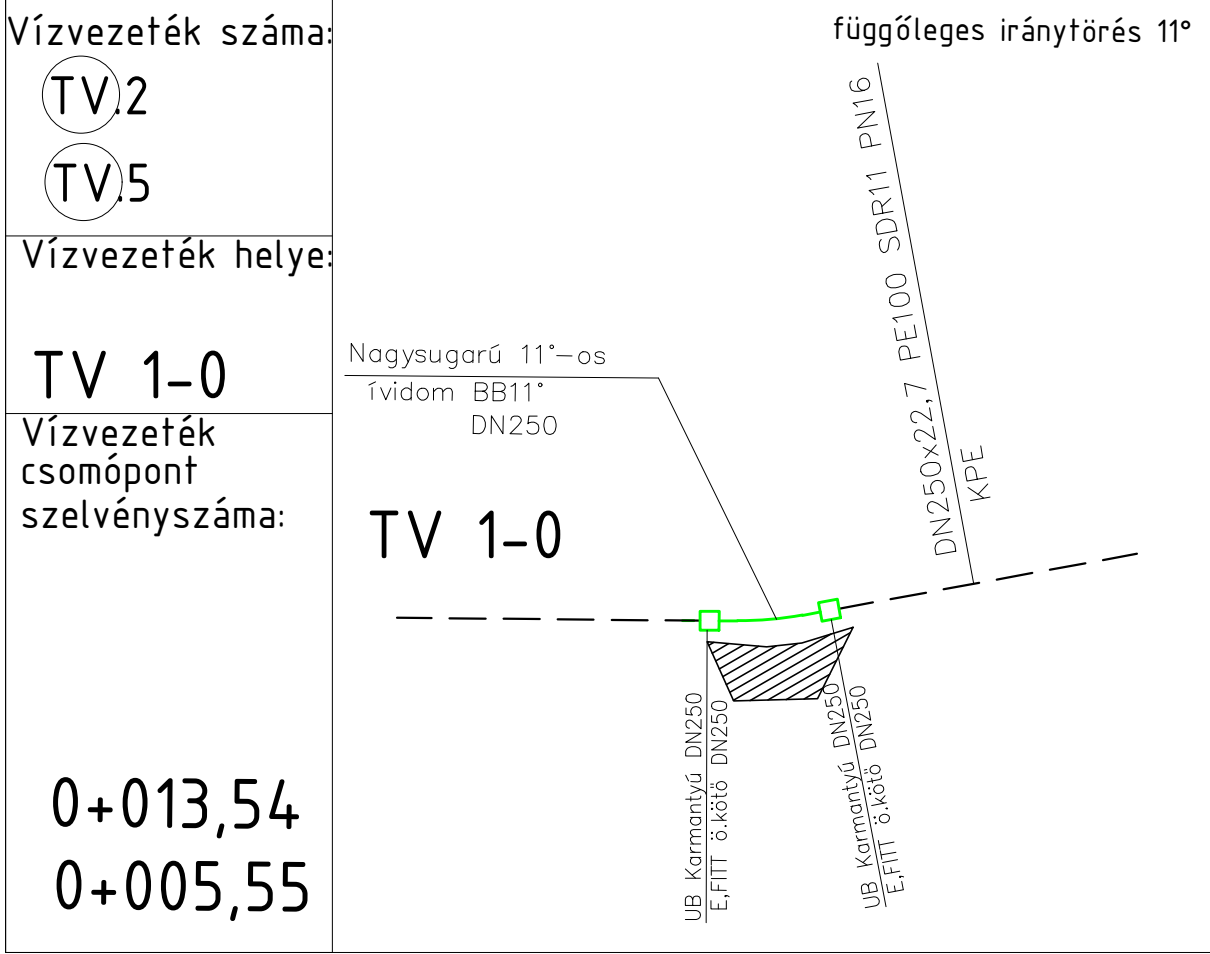 Vízvezeték száma:
TV.2
TV.5
Vízvezeték helye:
TV 1-0
Vízvezeték
csomópont
szelvényszáma:
0+013,54
0+005,55
függőleges iránytörés 11°
Nagysugarú 11°-os
ívidom BB11°
DN250
TV 1-0
DN250x22,7 PE100 SDR11 PN16
KPE
UB Karmantyú DN250
E,FITT ö.kötő DN250
UB Karmantyú DN250
E,FITT ö.kötő DN250